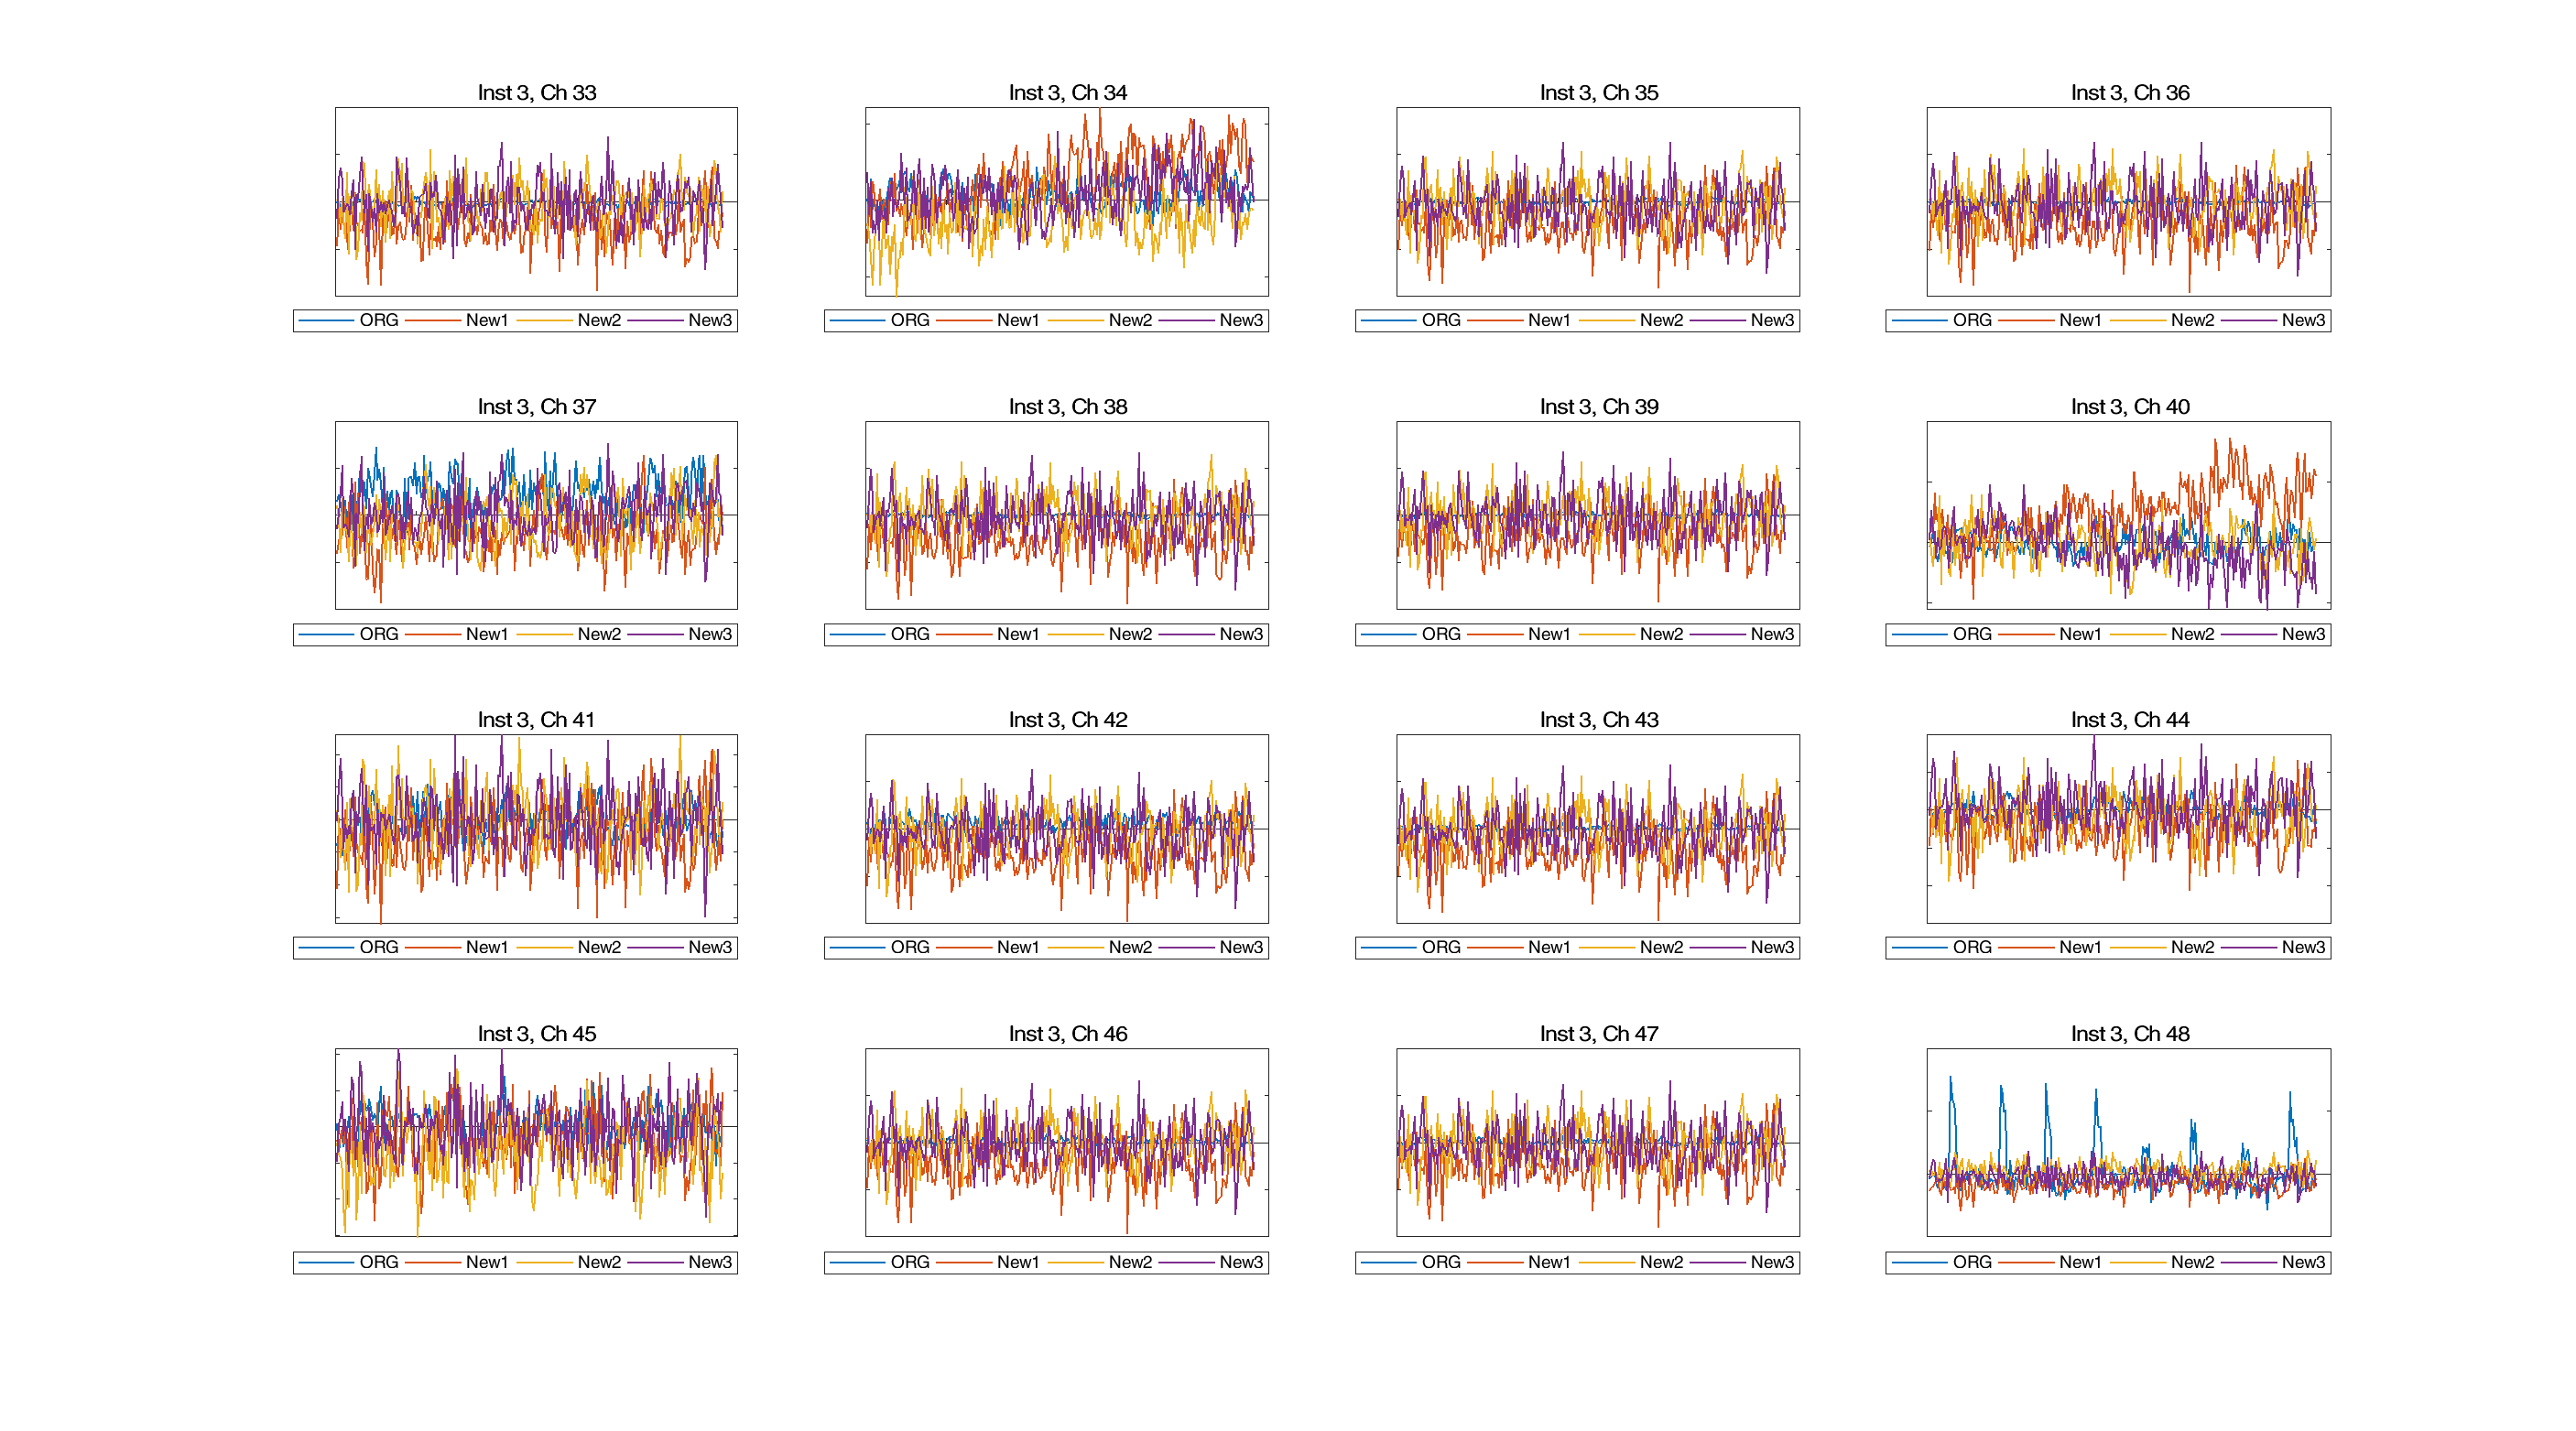 Inst 3, Ch 33
Inst 3, Ch 34
Inst 3, Ch 35
Inst 3, Ch 36
ORG New1 New2 New3
ORG New1 New2 New3
ORG New1 New2 New3
ORG New1 New2 New3
Inst 3, Ch 37
Inst 3, Ch 38
Inst 3, Ch 39
Inst 3, Ch 40
ORG New1 New2 New3
ORG New1 New2 New3
ORG New1 New2 New3
ORG New1 New2 New3
Inst 3, Ch 41
Inst 3, Ch 42
Inst 3, Ch 43
Inst 3, Ch 44
ORG New1 New2 New3
ORG New1 New2 New3
ORG New1 New2 New3
ORG New1 New2 New3
Inst 3, Ch 45
Inst 3, Ch 46
Inst 3, Ch 47
Inst 3, Ch 48
ORG New1 New2 New3
ORG New1 New2 New3
ORG New1 New2 New3
ORG New1 New2 New3